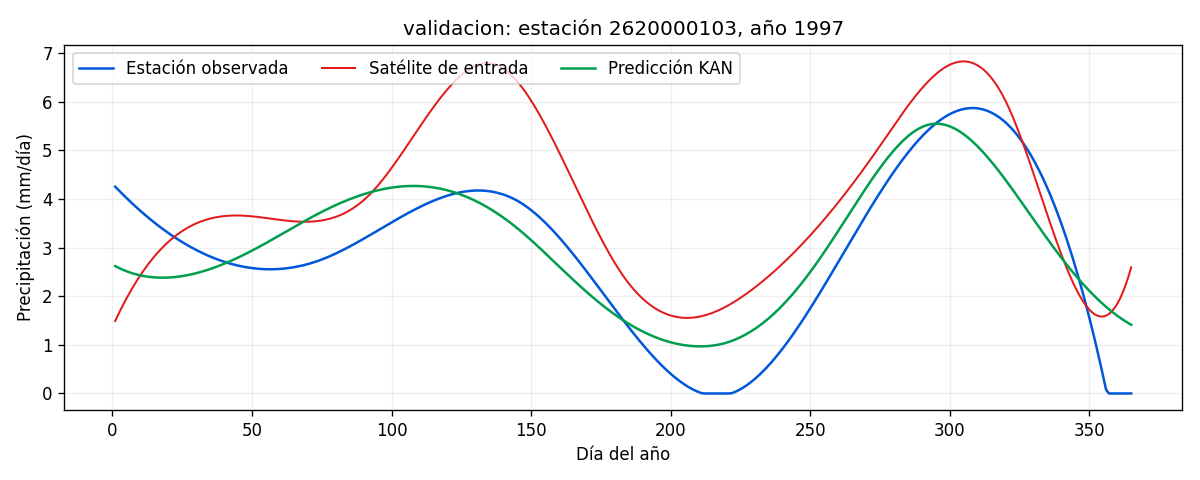 validacion: estación 2620000103, año 1997
Estación observada Satélite de entrada Predicción KAN
Precipitación (mm/día)
7
6
5
4
3
2
1
0
0 50 100 150 200 250 300 350
Día del año